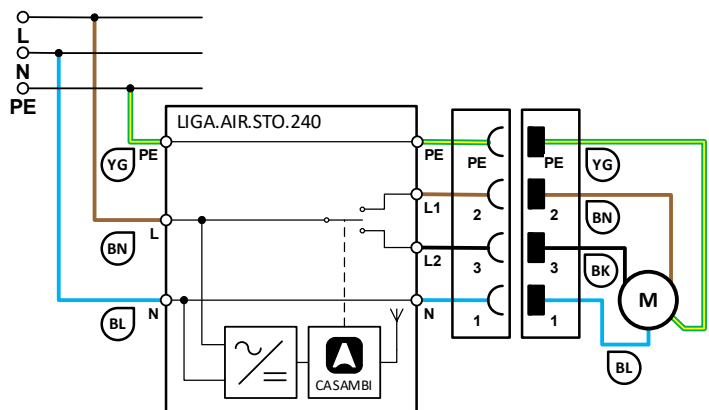 L
N
PE
LIGA.AIR.STO.240
YG
PE
PE
PE
PE
YG
L1
2
2
BN
BN
L
L2
3
3
BK
M
BL
N
N
1
1
BL
CASAMBI